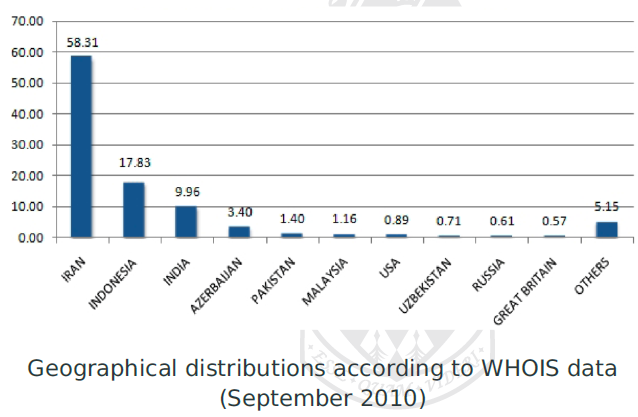 70.00
60.00
50.00
40.00
30.00
20.00
10.00
0.00
58.31
17.83
9.96
3.40
1.40
1.16
0.89
0.71
0.61
0.57
5.15
IRAN
INDONESIA
INDIA
AZERBAIJAN
PAKISTAN
MALAYSIA
USA
UZBEKISTAN
RUSSIA
GREAT BRITAIN
OTHERS
Geographical distributions according to WHOIS data
(September 2010)